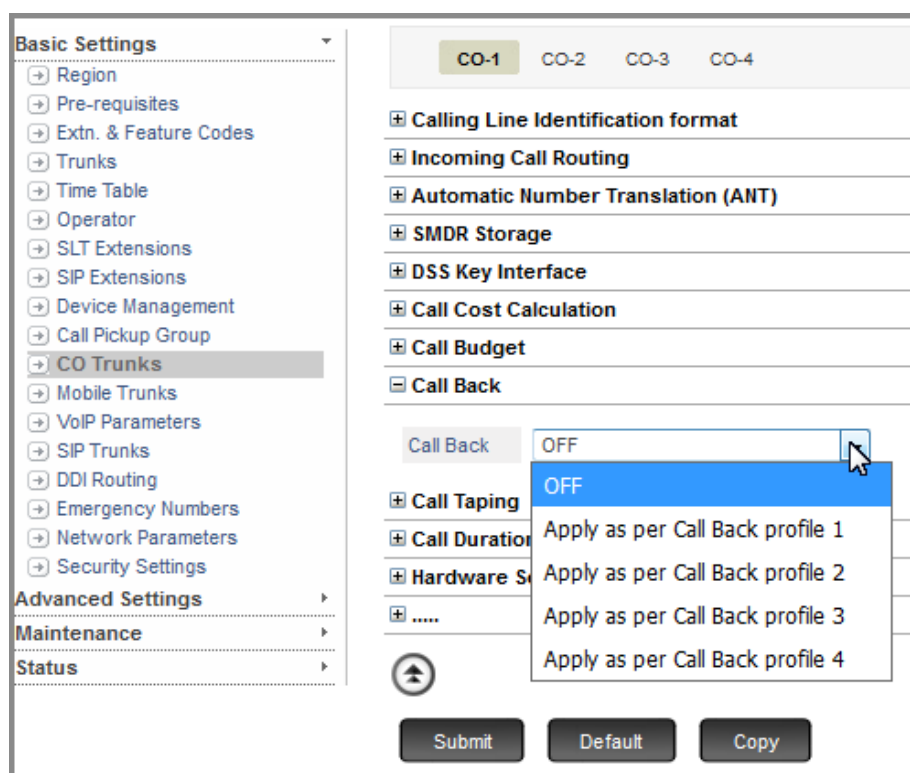 Basic Settings
Region
Pre-requisites
Extn. & Feature Codes
Trunks
Time Table
Operator
SLT Extensions
SIP Extensions
Device Management
Call Pickup Group
CO Trunks
Mobile Trunks
VoIP Parameters
SIP Trunks
DDI Routing
Emergency Numbers
Network Parameters
Security Settings
Advanced Settings
Maintenance
Status
CO-1 CO-2 CO-3 CO-4
Calling Line Identification format
Incoming Call Routing
Automatic Number Translation (ANT)
SMDR Storage
DSS Key Interface
Call Cost Calculation
Call Budget
Call Back
Call Back OFF
OFF
Apply as per Call Back profile 1
Apply as per Call Back profile 2
Apply as per Call Back profile 3
Apply as per Call Back profile 4
Call Taping
Call Duration
Hardware
.....
Submit Default Copy